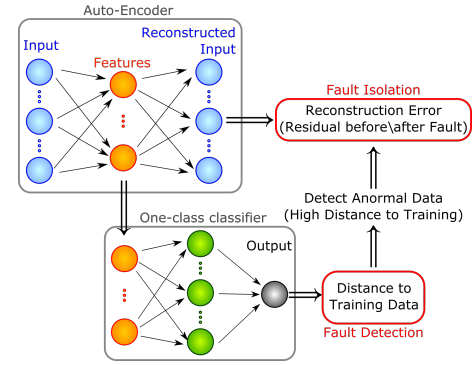 Auto-Encoder
Input
Reconstructed
Input
Features
Fault Isolation
Reconstruction Error
(Residual before\after Fault)
Detect Anormal Data
(High Distance to Training)
One-class classifier
Output
Distance to
Training Data
Fault Detection